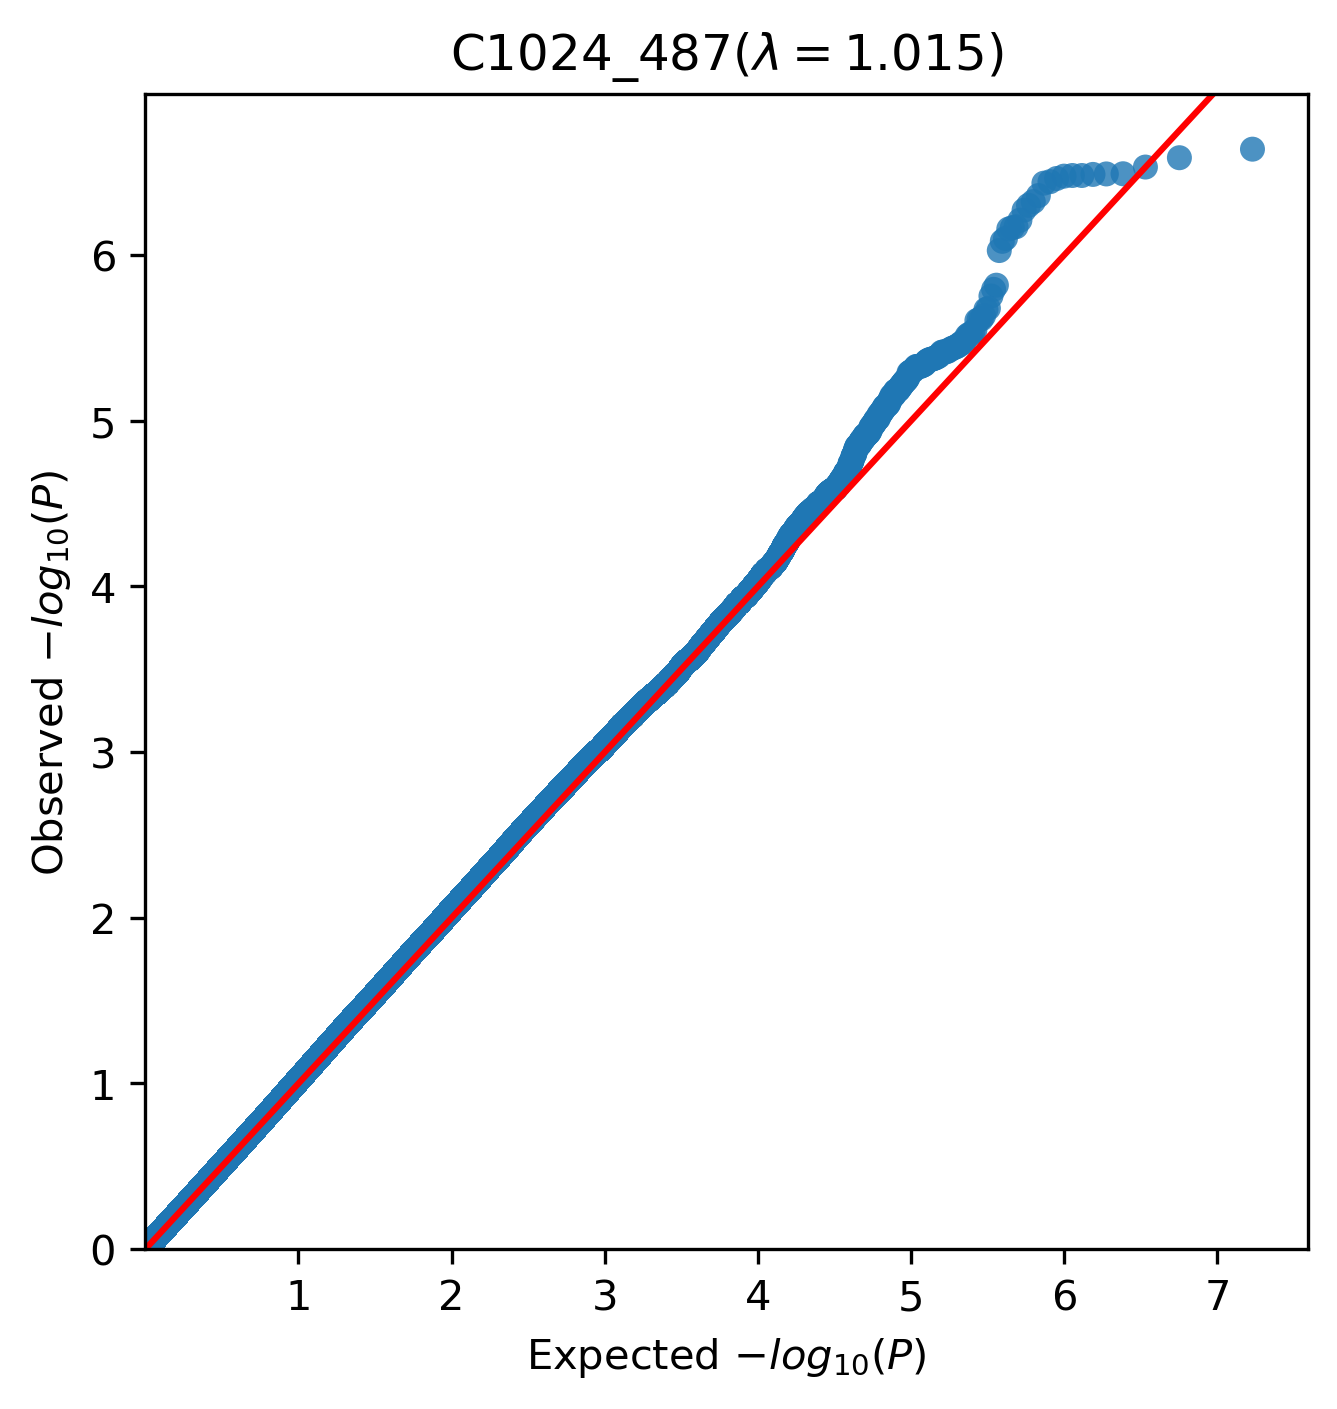 C1024_487(λ = 1.015)
Observed −log10(P)
6
5
4
3
2
1
0
1 2 3 4 5 6 7
Expected −log10(P)